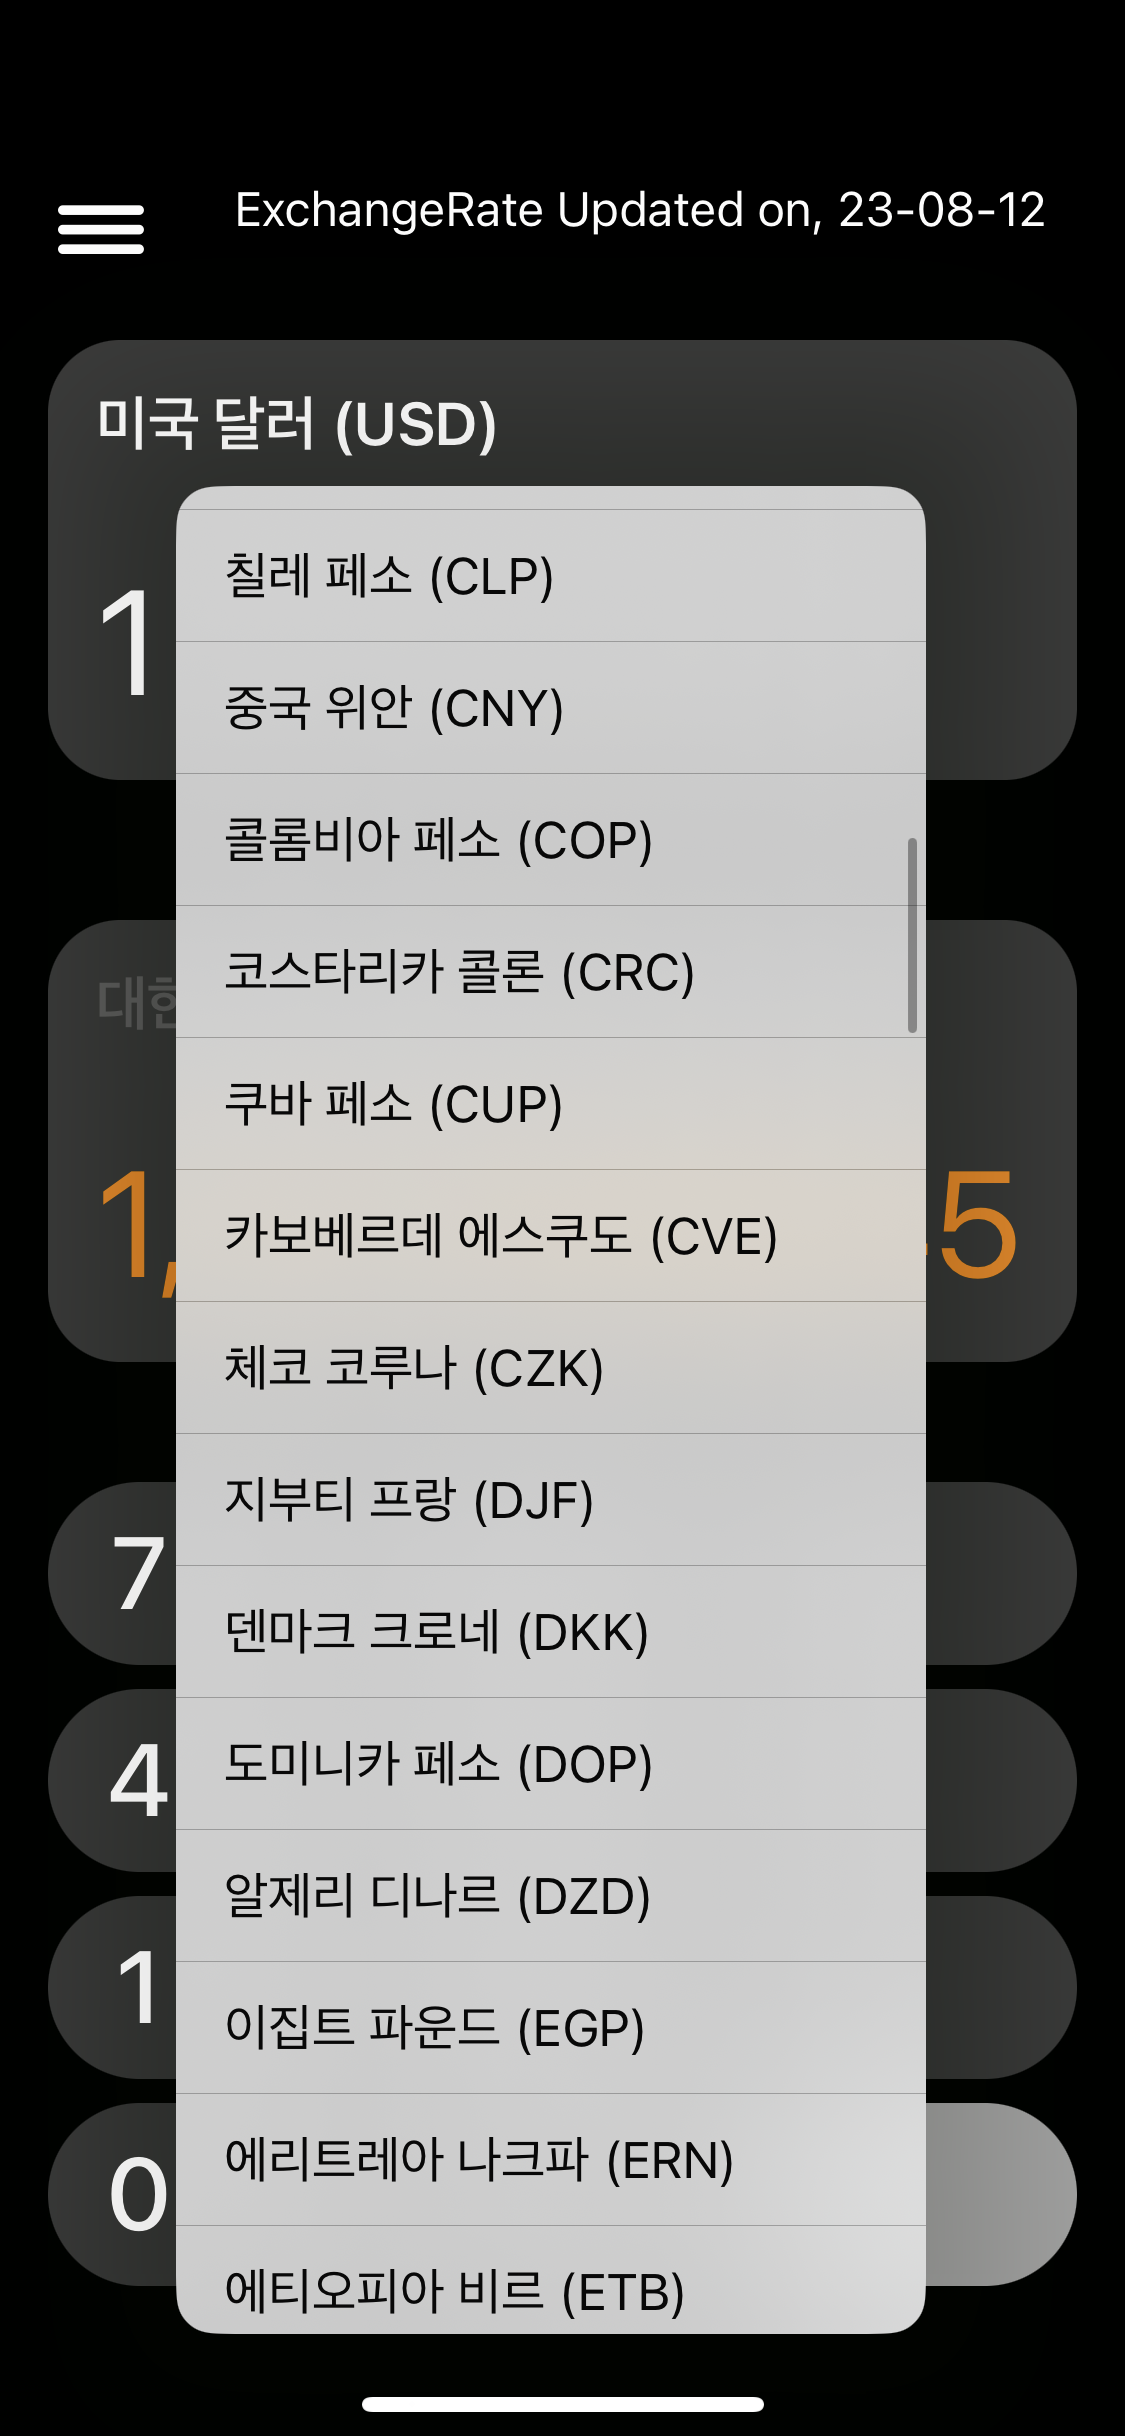 ExchangeRate Updated on, 23-08-12
미국 달러 (USD)
1
칠레 페소 (CLP)
중국 위안 (CNY)
콜롬비아 페소 (COP)
코스타리카 콜론 (CRC)
쿠바 페소 (CUP)
카보베르데 에스쿠도 (CVE)
체코 코루나 (CZK)
지부티 프랑 (DJF)
덴마크 크로네 (DKK)
도미니카 페소 (DOP)
알제리 디나르 (DZD)
이집트 파운드 (EGP)
에리트레아 나크파 (ERN)
에티오피아 비르 (ETB)
7
4
1
0